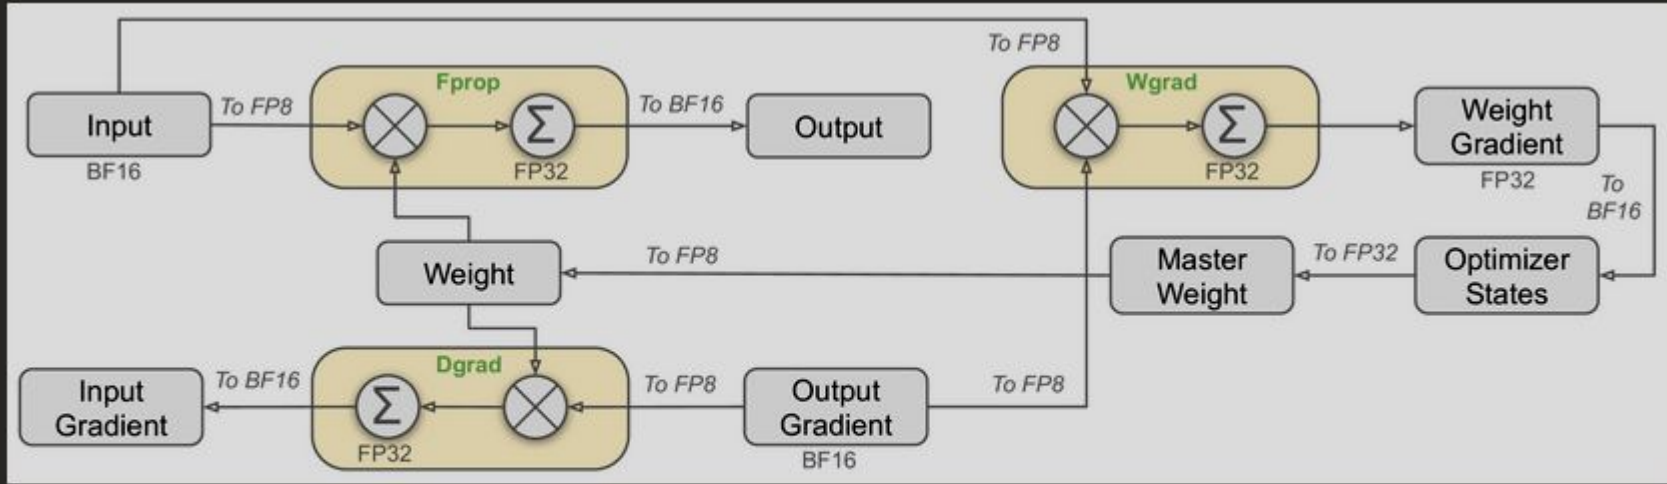 To FP8
Fprop
Wgrad
Input
To FP8
Σ
To BF16
Output
Σ
Weight
Gradient
BF16
FP32
FP32
FP32
To
BF16
Weight
To FP8
Master
Weight
To FP32
Optimizer
States
Dgrad
Input
Gradient
To BF16
Σ
FP32
To FP8
Output
Gradient
BF16
To FP8